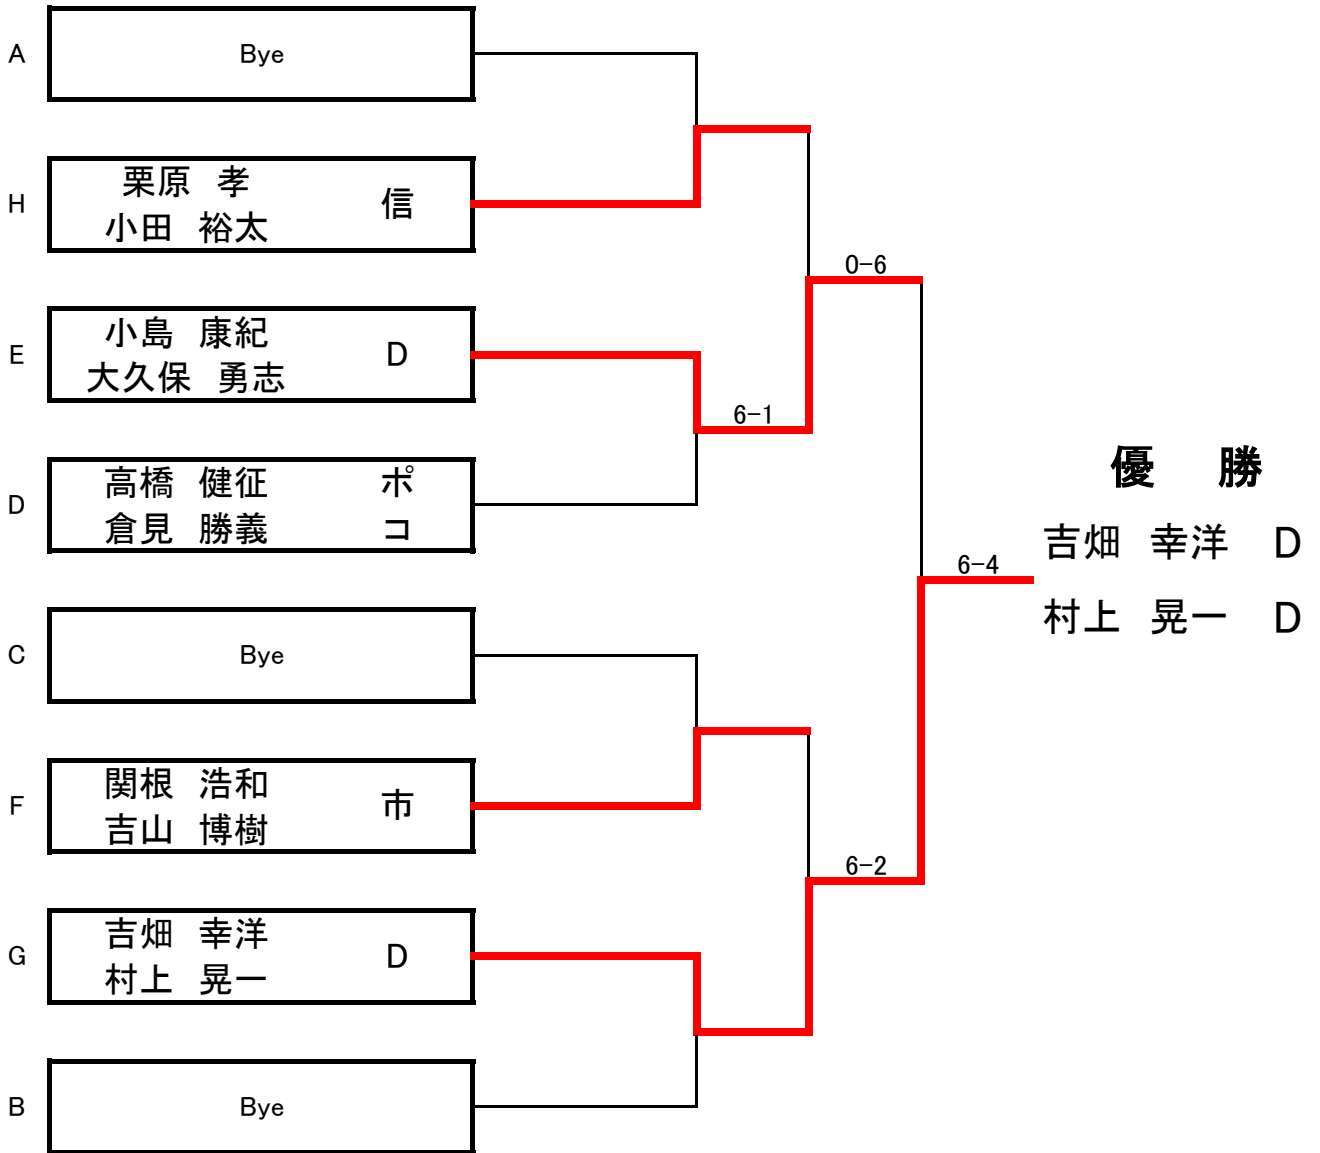 A
Bye
H
栗原 孝
小田 裕太
信
0-6
E
小島 康紀
大久保 勇志
D
6-1
D
高橋 健征 ポ
倉見 勝義 コ
優 勝
吉畑 幸洋 D
6-4
村上 晃一 D
C
Bye
F
関根 浩和
吉山 博樹
市
6-2
G
吉畑 幸洋
村上 晃一
D
B
Bye